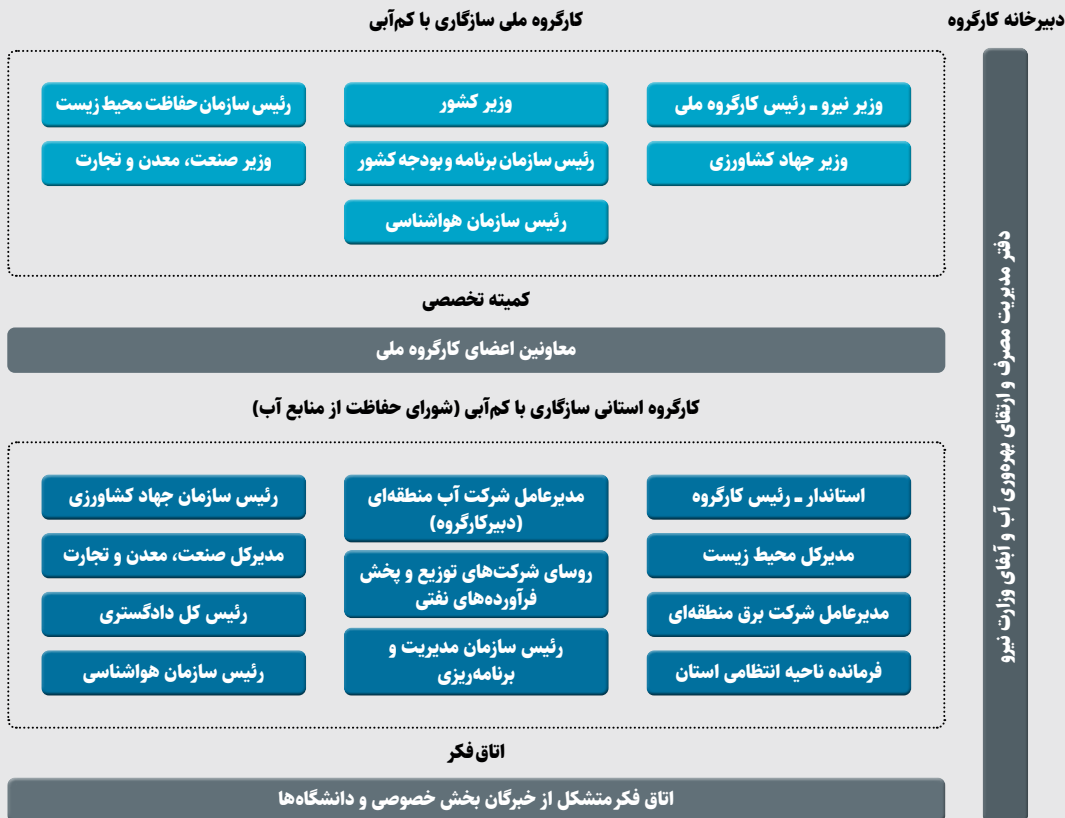 دبیرخانه کارگروه
دفتر مدیریت مصرف و ارتقای بهره‌وری آب و آبفای وزارت نیرو
کارگروه ملی سازگاری با کم‌آبی
وزیر نیرو ـ رئیس کارگروه ملی
وزیر کشور
رئیس سازمان حفاظت محیط زیست
وزیر جهاد کشاورزی
رئیس سازمان برنامه و بودجه کشور
وزیر صنعت، معدن و تجارت
رئیس سازمان هواشناسی
کمیته تخصصی
معاونین اعضای کارگروه ملی
کارگروه استانی سازگاری با کم‌آبی (شورای حفاظت از منابع آب)
استاندار ـ رئیس کارگروه
مدیرکل محیط زیست
مدیرعامل شرکت برق منطقه‌ای
فرمانده ناحیه انتظامی استان
مدیرعامل شرکت آب منطقه‌ای
(دبیرکارگروه)
روسای شرکت‌های توزیع و پخش
فرآورده‌های نفتی
رئیس سازمان مدیریت و
برنامه‌ریزی
رئیس سازمان جهاد کشاورزی
مدیرکل صنعت، معدن و تجارت
رئیس کل دادگستری
رئیس سازمان هواشناسی
اتاق فکر
اتاق فکر متشکل از خبرگان بخش خصوصی و دانشگاه‌ها